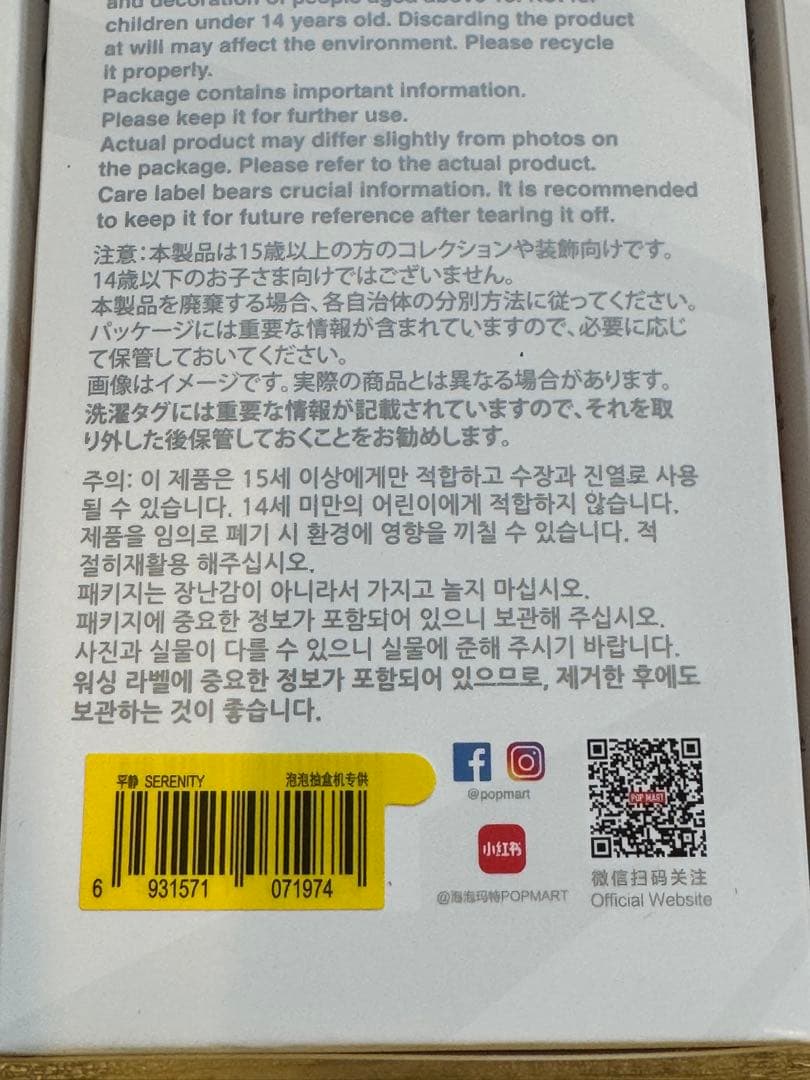 and decoration of people aged above 15. Not for
children under 14 years old. Discarding the product
at will may affect the environment. Please recycle
it properly.
Package contains important information.
Please keep it for further use.
Actual product may differ slightly from photos on
the package. Please refer to the actual product.
Care label bears crucial information. It is recommended
to keep it for future reference after tearing it off.
注意：本製品は15歳以上の方のコレクションや装飾向けです。
14歳以下のお子さま向けではございません。
本製品を廃棄する場合、各自治体の分別方法に従ってください。
パッケージには重要な情報が含まれていますので、必要に応じ
て保管しておいてください。
画像はイメージです。実際の商品とは異なる場合があります。
洗濯タグには重要な情報が記載されていますので、それを取
り外した後保管しておくことをお勧めします。
주의: 이 제품은 15세 이상에게만 적합하고 수장과 진열로 사용
될 수 있습니다. 14세 미만의 어린이에게 적합하지 않습니다.
제품을 임의로 폐기 시 환경에 영향을 끼칠 수 있습니다. 적
절히재활용 해주십시오.
패키지는 장난감이 아니라서 가지고 놀지 마십시오.
패키지에 중요한 정보가 포함되어 있으니 보관해 주십시오.
사진과 실물이 다를 수 있으니 실물에 준해 주시기 바랍니다.
워싱 라벨에 중요한 정보가 포함되어 있으므로, 제거한 후에도
보관하는 것이 좋습니다.
平静 SERENITY 泡泡抽盒机专供
6 931571 071974
@popmart
小红书
@泡泡玛特POPMART
POP MART
微信扫码关注
Official Website